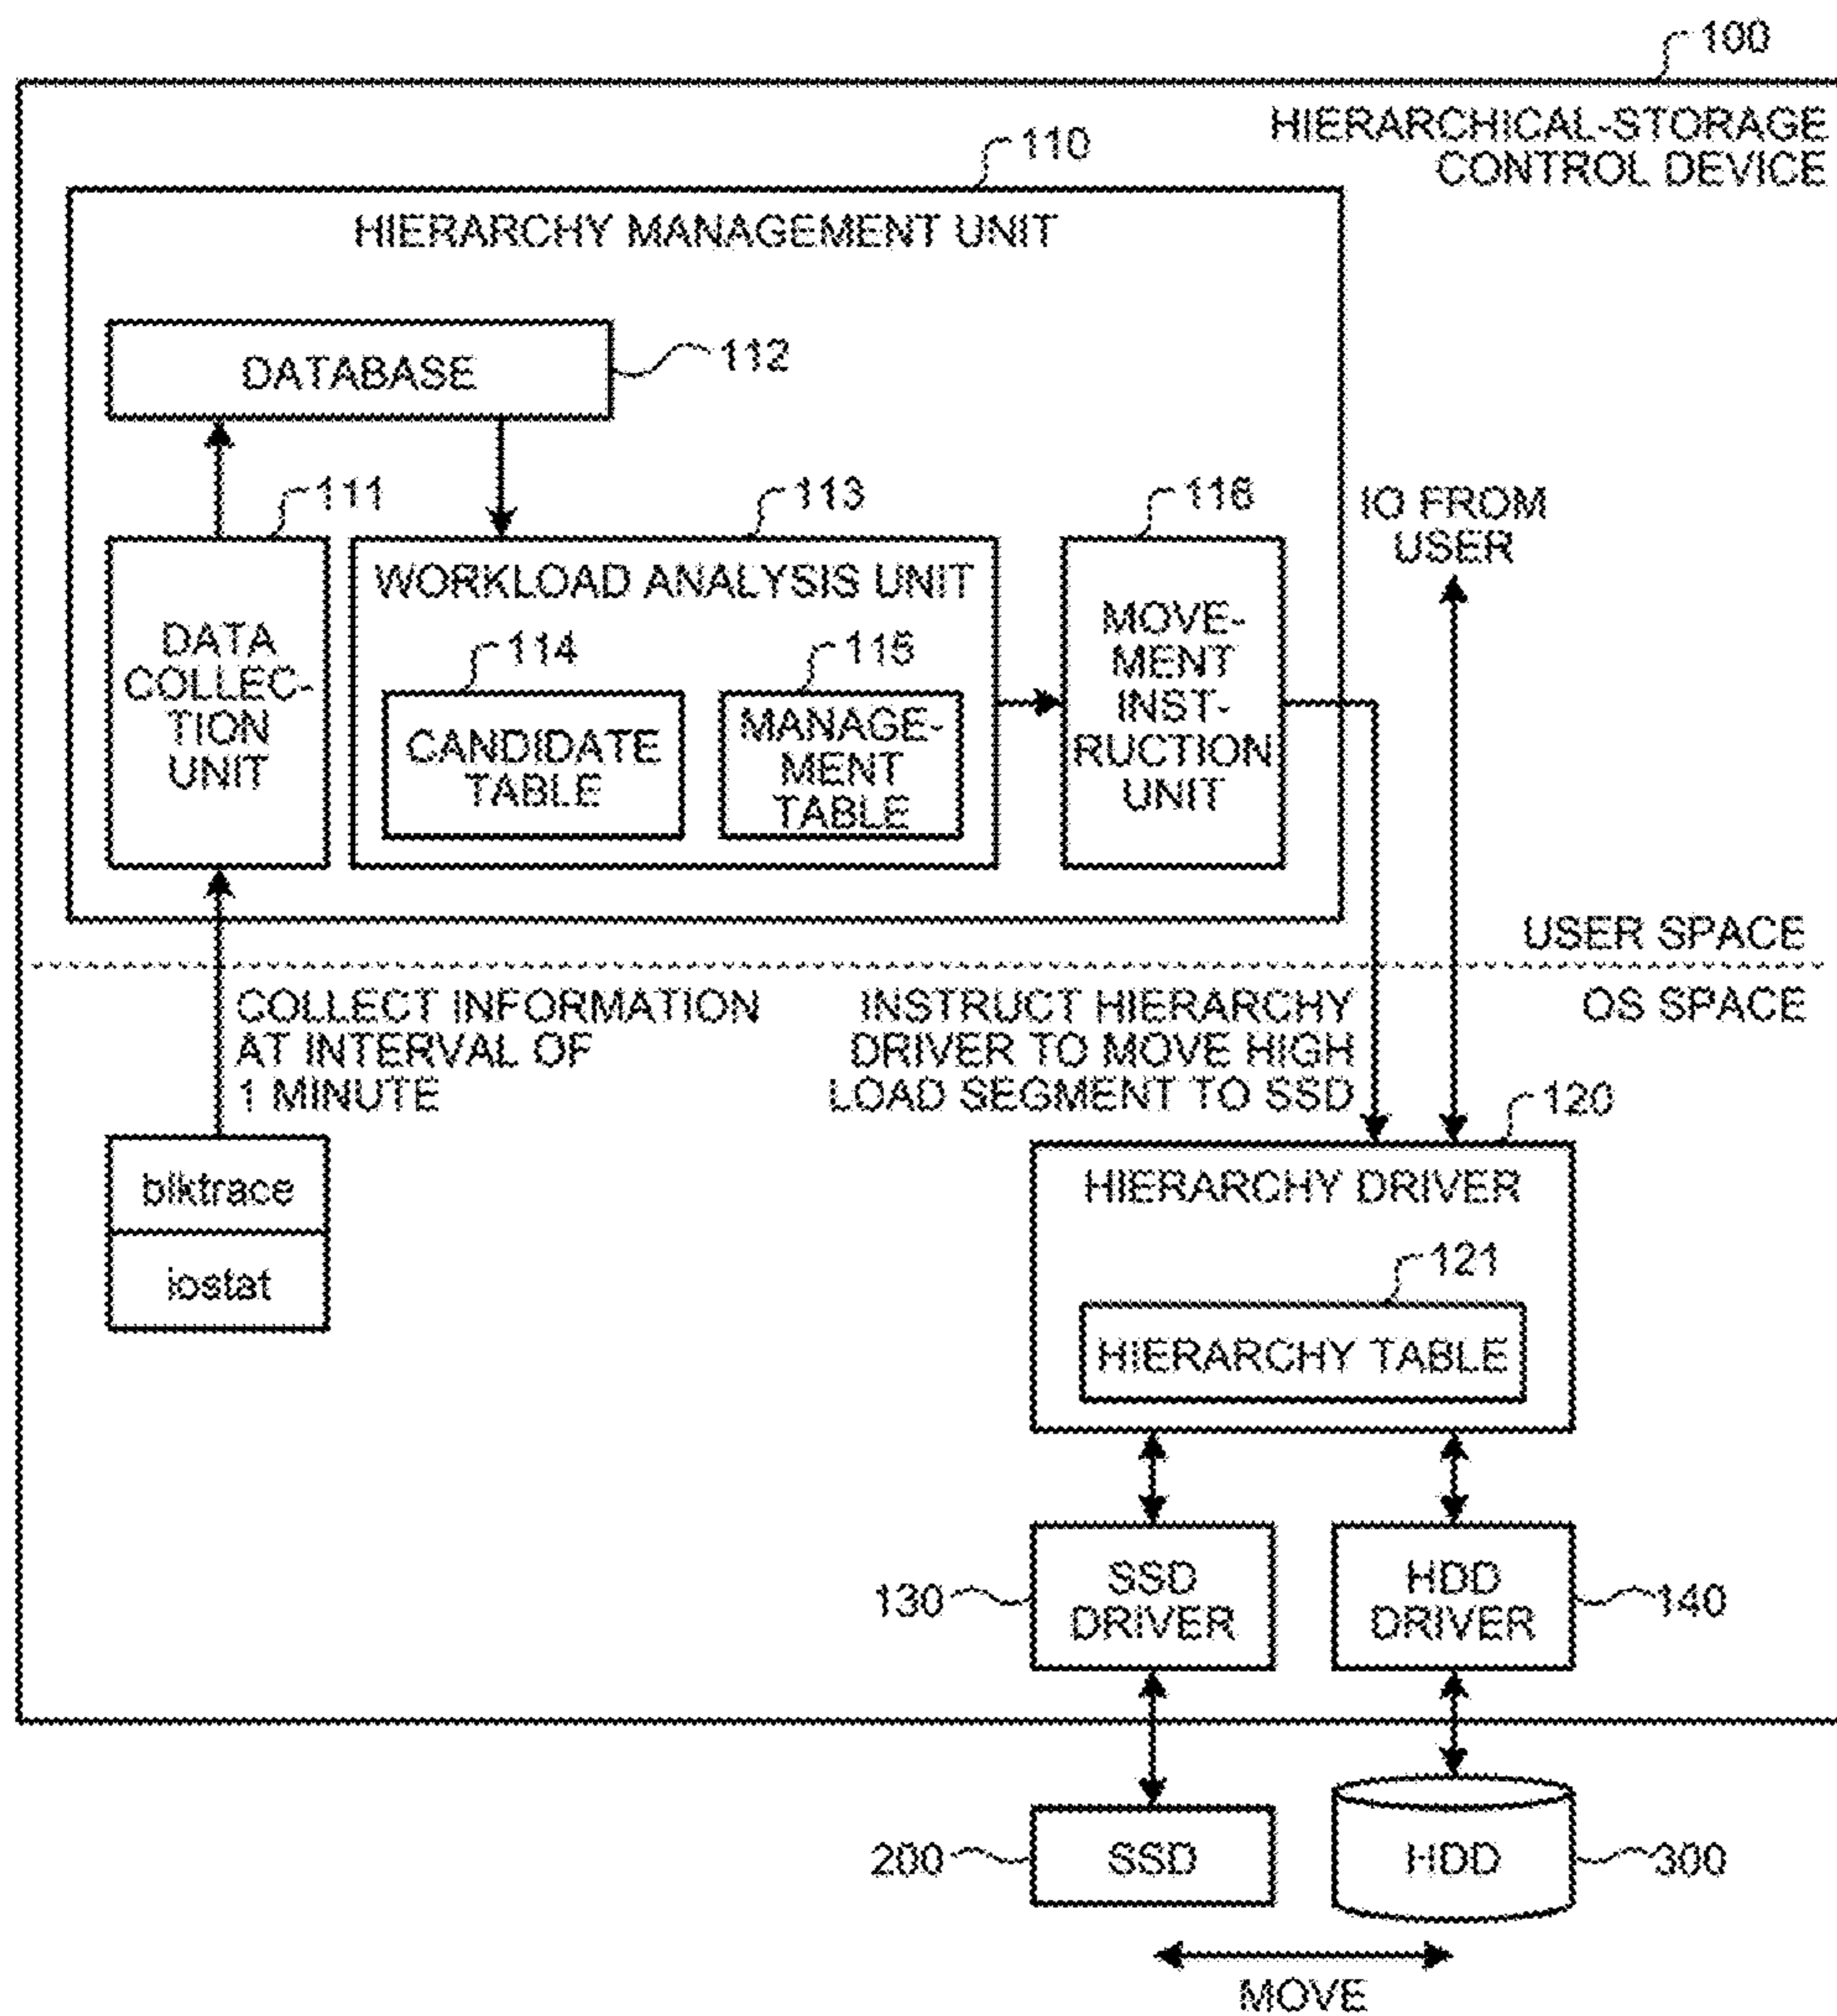 100
HIERARCHICAL-STORAGE
CONTROL DEVICE
110
HIERARCHY MANAGEMENT UNIT
DATABASE
112
111
113
116
IO FROM
USER
DATA
COLLEC-
TION
UNIT
WORKLOAD ANALYSIS UNIT
114
CANDIDATE
TABLE
115
MANAGE-
MENT
TABLE
MOVE-
MENT
INST-
RUCTION
UNIT
USER SPACE
OS SPACE
COLLECT INFORMATION
AT INTERVAL OF
1 MINUTE
INSTRUCT HIERARCHY
DRIVER TO MOVE HIGH
LOAD SEGMENT TO SSD
120
blktrace
iostat
HIERARCHY DRIVER
121
HIERARCHY TABLE
130
SSD
DRIVER
HDD
DRIVER
140
200
SSD
HDD
300
MOVE